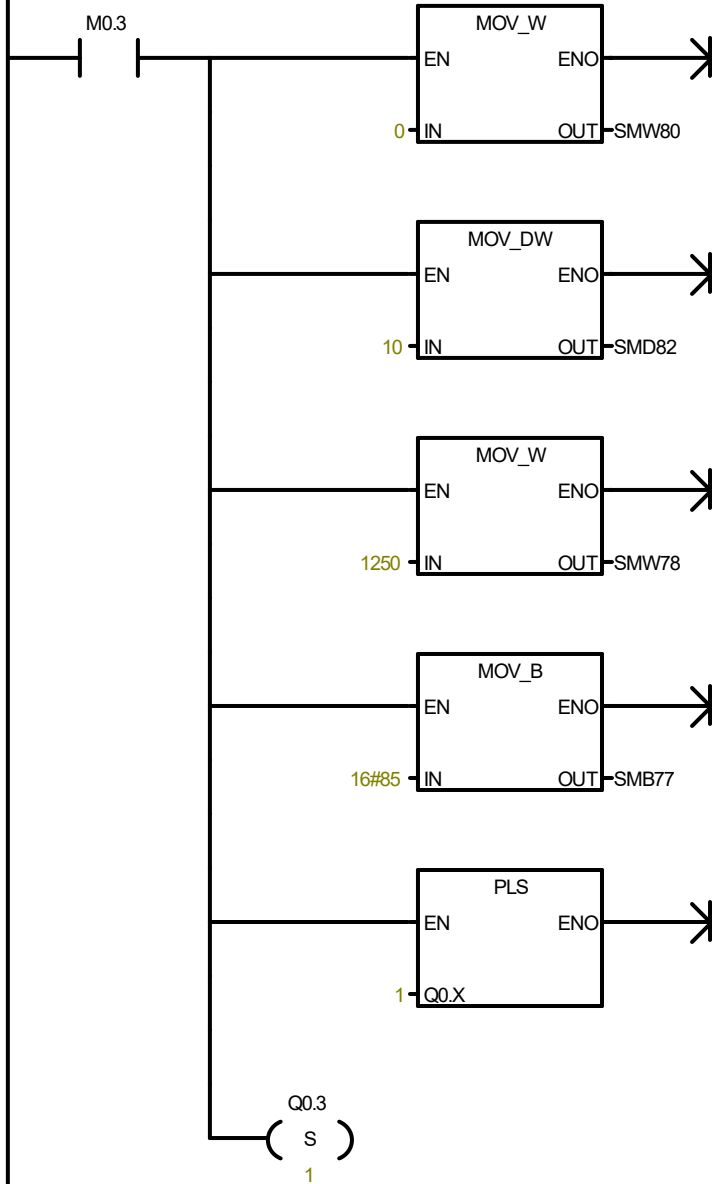 M0.3
MOV_W
EN ENO
0 IN OUT SMW80
MOV_DW
EN ENO
10 IN OUT SMD82
MOV_W
EN ENO
1250 IN OUT SMW78
MOV_B
EN ENO
16#85 IN OUT SMB77
PLS
EN ENO
1 Q0.X
Q0.3
S
1